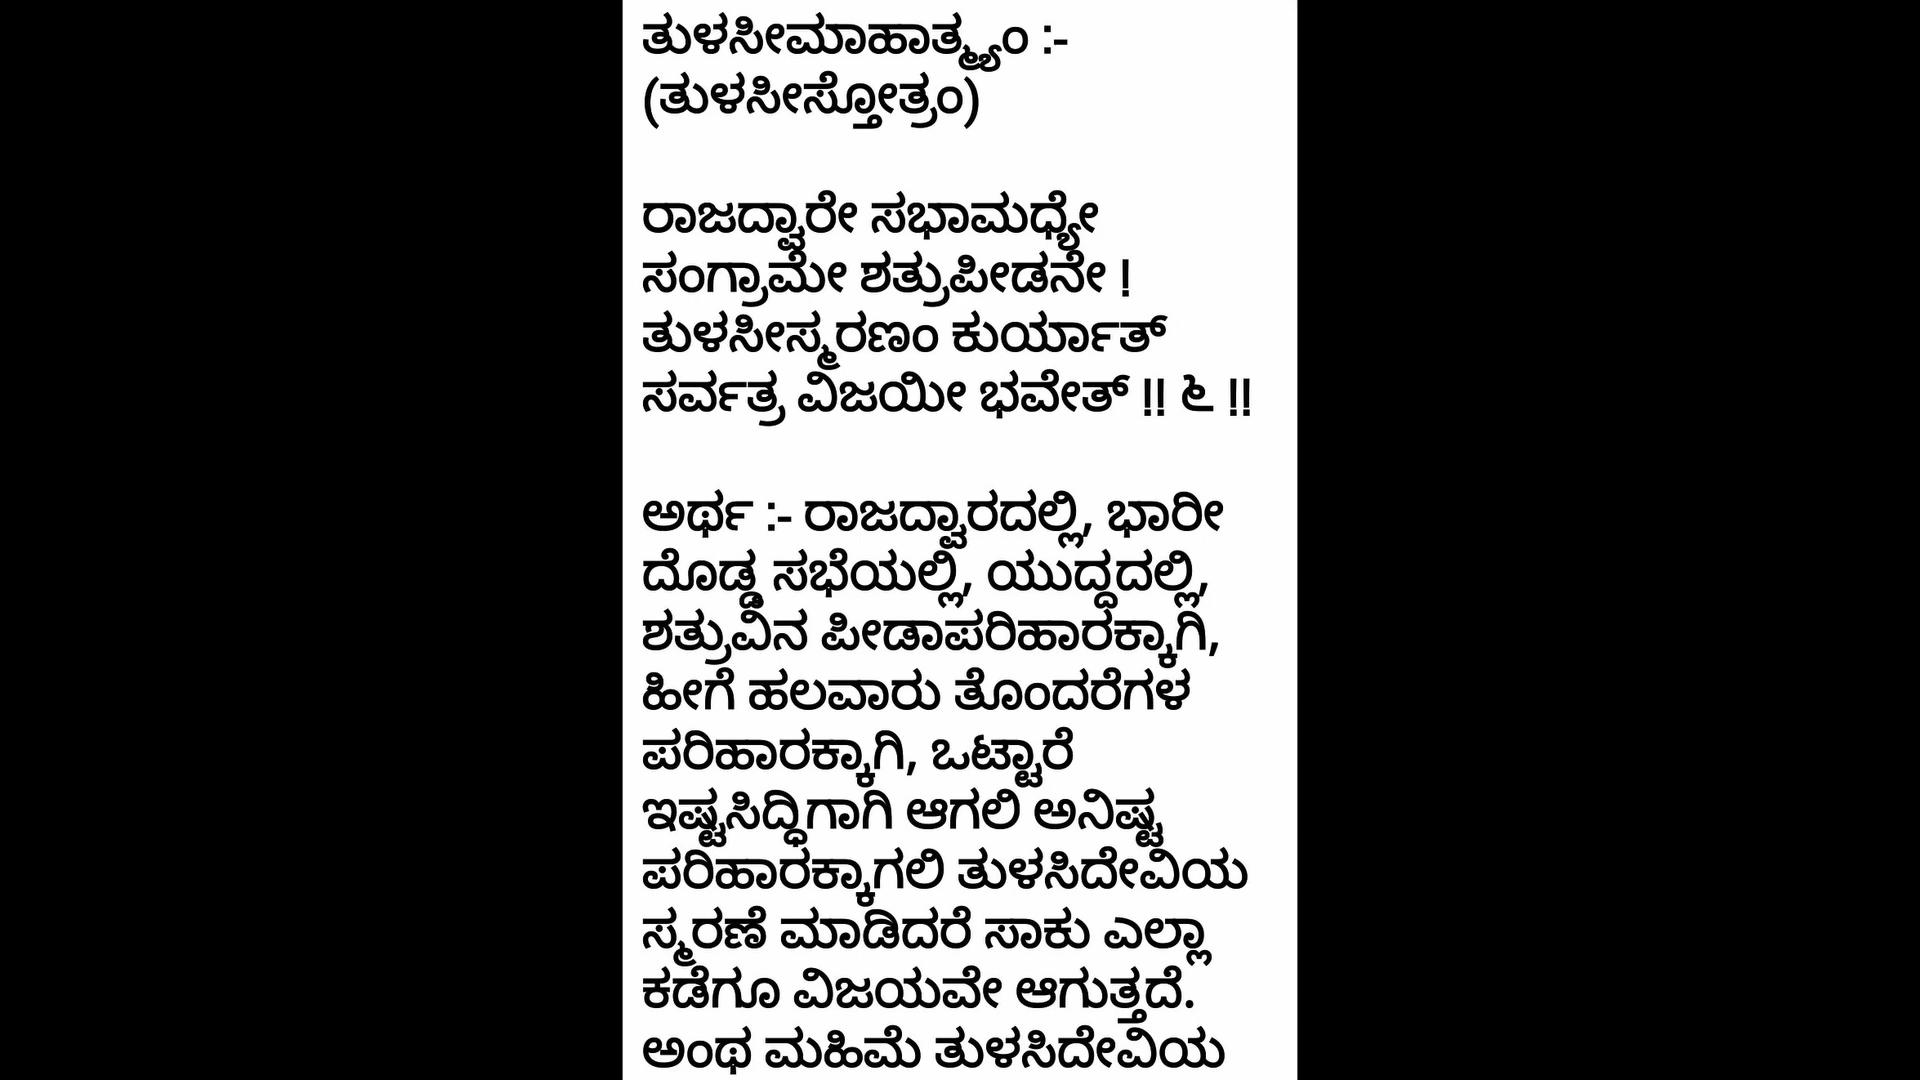 ತುಳಸೀಮಾಹಾತ್ಮ್ಯಂ :-
(ತುಳಸೀಸ್ತೋತ್ರಂ)
ರಾಜದ್ವಾರೇ ಸಭಾಮಧ್ಯೇ
ಸಂಗ್ರಾಮೇ ಶತ್ರುಪೀಡನೇ !
ತುಳಸೀಸ್ಮರಣಂ ಕುರ್ಯಾತ್
ಸರ್ವತ್ರ ವಿಜಯೀ ಭವೇತ್ !! ೬ !!
ಅರ್ಥ :- ರಾಜದ್ವಾರದಲ್ಲಿ, ಭಾರೀ
ದೊಡ್ಡ ಸಭೆಯಲ್ಲಿ, ಯುದ್ಧದಲ್ಲಿ,
ಶತ್ರುವಿನ ಪೀಡಾಪರಿಹಾರಕ್ಕಾಗಿ,
ಹೀಗೆ ಹಲವಾರು ತೊಂದರೆಗಳ
ಪರಿಹಾರಕ್ಕಾಗಿ, ಒಟ್ಟಾರೆ
ಇಷ್ಟಸಿದ್ಧಿಗಾಗಿ ಆಗಲಿ ಅನಿಷ್ಟ
ಪರಿಹಾರಕ್ಕಾಗಲಿ ತುಳಸಿದೇವಿಯ
ಸ್ಮರಣೆ ಮಾಡಿದರೆ ಸಾಕು ಎಲ್ಲಾ
ಕಡೆಗೂ ವಿಜಯವೇ ಆಗುತ್ತದೆ.
ಅಂಥ ಮಹಿಮೆ ತುಳಸಿದೇವಿಯ